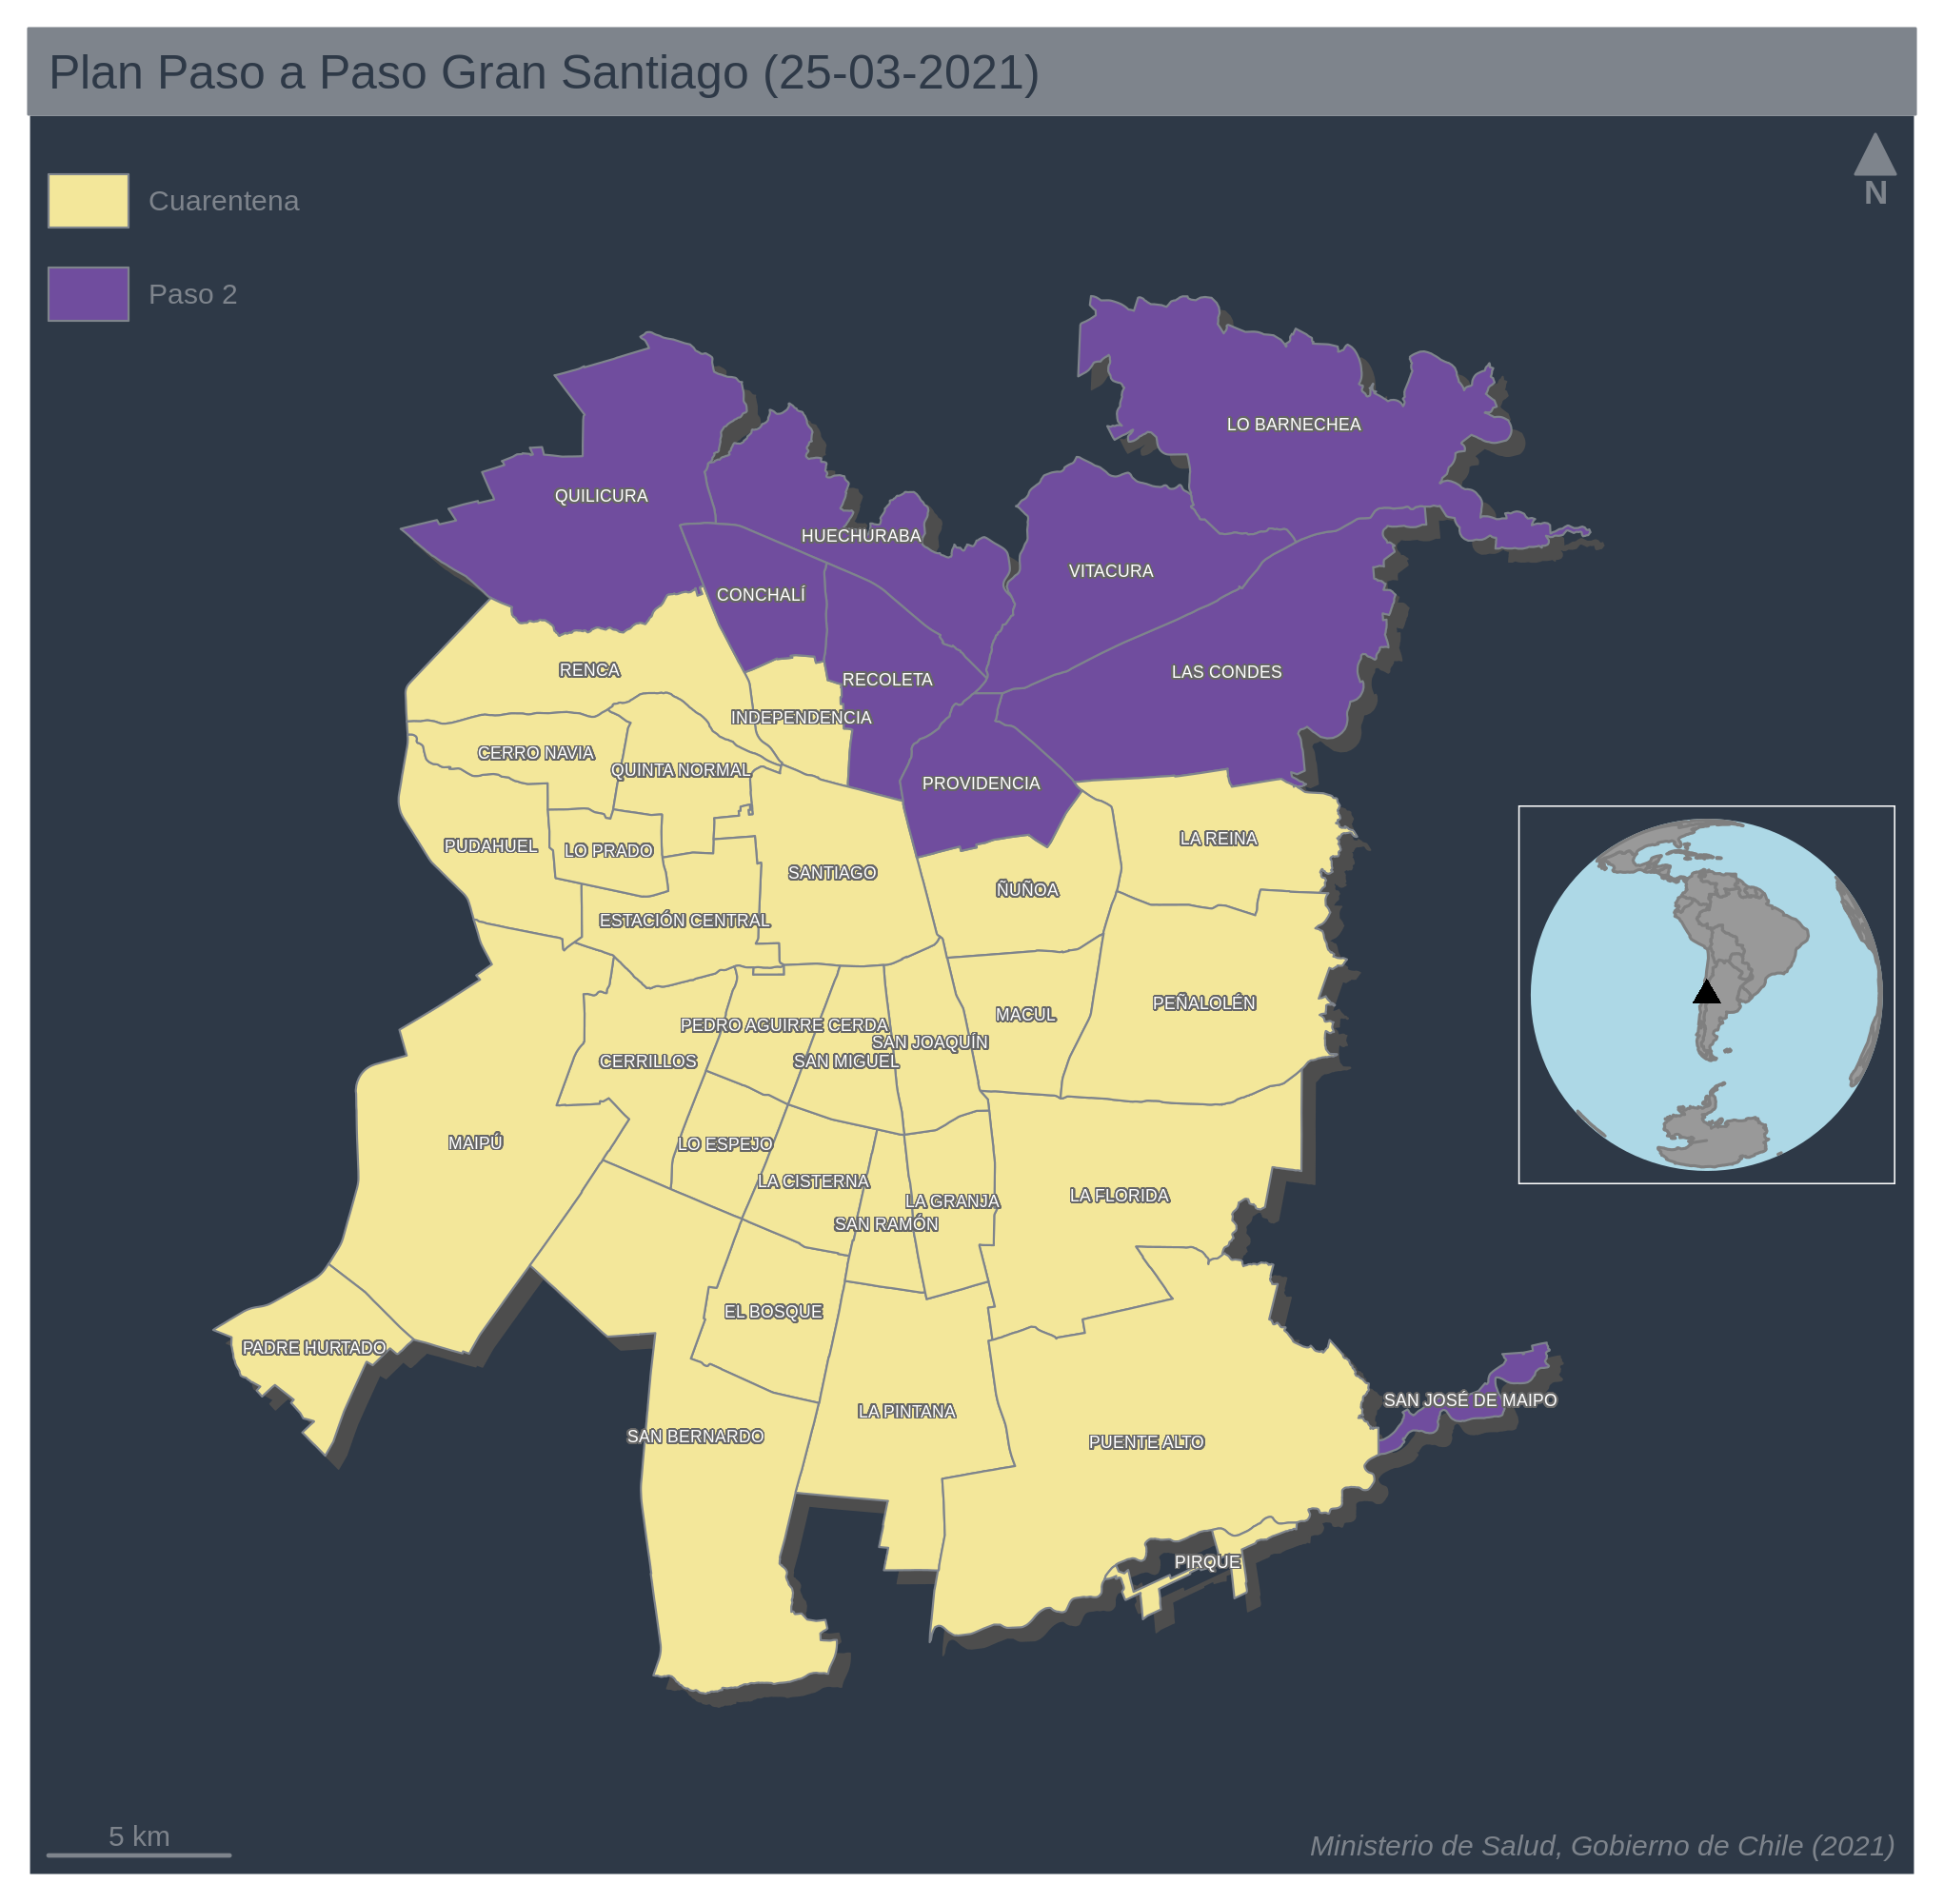 Plan Paso a Paso Gran Santiago (25-03-2021)
N
Cuarentena
Paso 2
LO BARNECHEA
QUILICURA
HUECHURABA
VITACURA
CONCHALÍ
RENCA
LAS CONDES
RECOLETA
INDEPENDENCIA
CERRO NAVIA
QUINTA NORMAL
PROVIDENCIA
LA REINA
PUDAHUEL
LO PRADO
SANTIAGO
ÑUÑOA
ESTACIÓN CENTRAL
PEÑALOLÉN
MACUL
PEDRO AGUIRRE CERDA
SAN JOAQUÍN
CERRILLOS
SAN MIGUEL
MAIPÚ
LO ESPEJO
LA CISTERNA
LA FLORIDA
LA GRANJA
SAN RAMÓN
EL BOSQUE
PADRE HURTADO
SAN JOSÉ DE MAIPO
LA PINTANA
SAN BERNARDO
PUENTE ALTO
PIRQUE
5 km
Ministerio de Salud, Gobierno de Chile (2021)